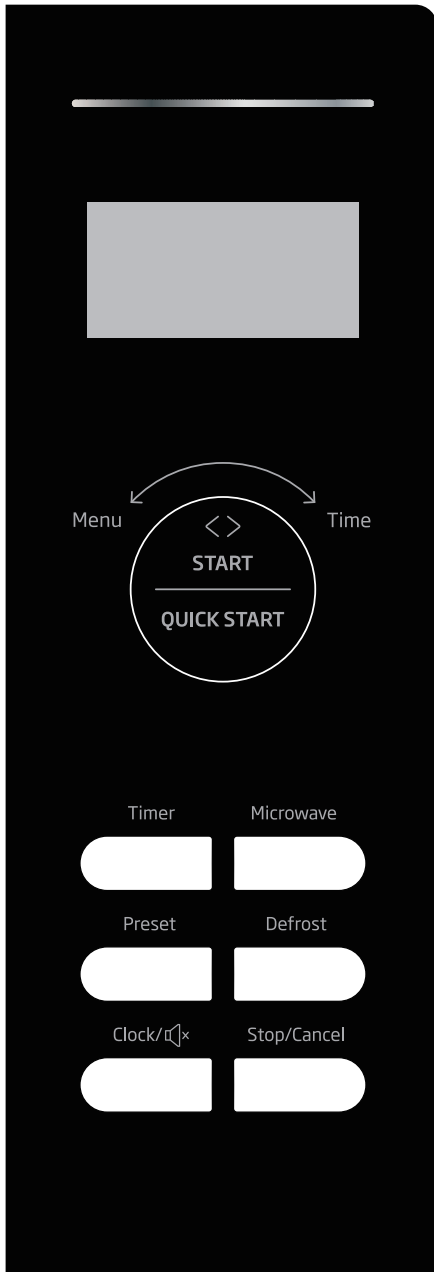 Menu
Time
START
QUICK START
Timer
Microwave
Preset
Defrost
Clock/
Stop/Cancel